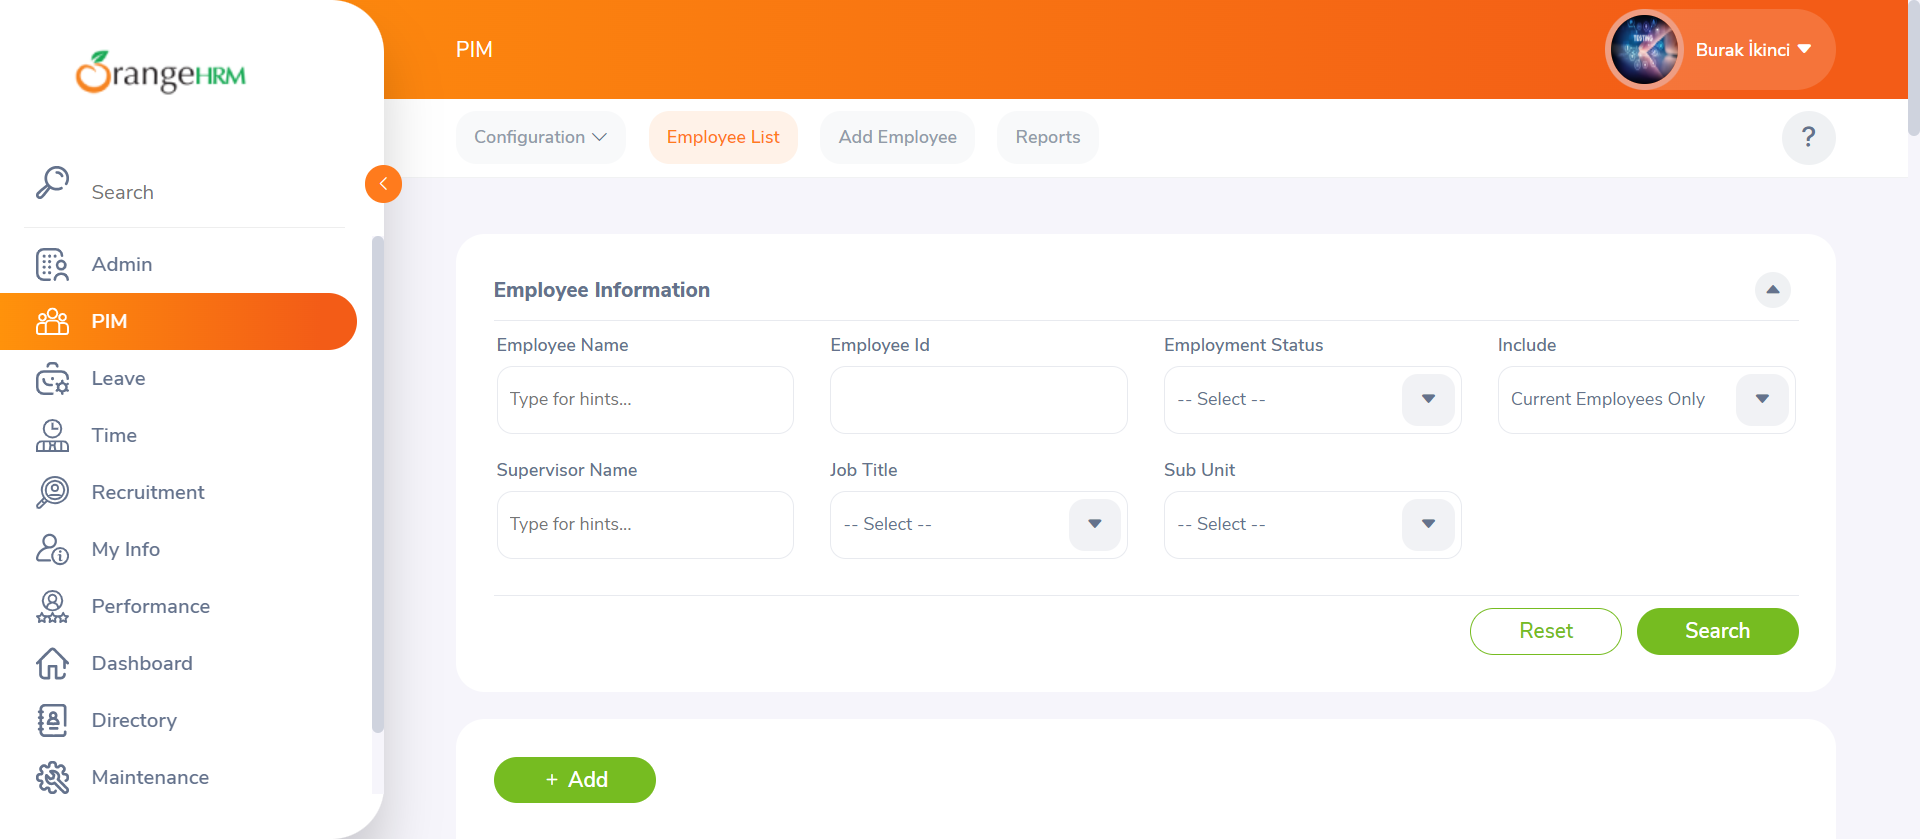 OrangeHRM
Search
Admin
PIM
Leave
Time
Recruitment
My Info
Performance
Dashboard
Directory
Maintenance
PIM
Burak İkinci
Configuration
Employee List
Add Employee
Reports
?
Employee Information
Employee Name
Employee Id
Employment Status
Include
Type for hints...
-- Select --
Current Employees Only
Supervisor Name
Job Title
Sub Unit
Type for hints...
-- Select --
-- Select --
Reset
Search
+ Add